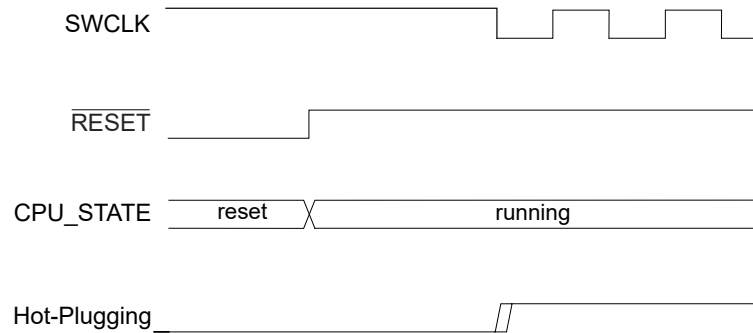 SWCLK
RESET
CPU_STATE reset running
Hot-Plugging